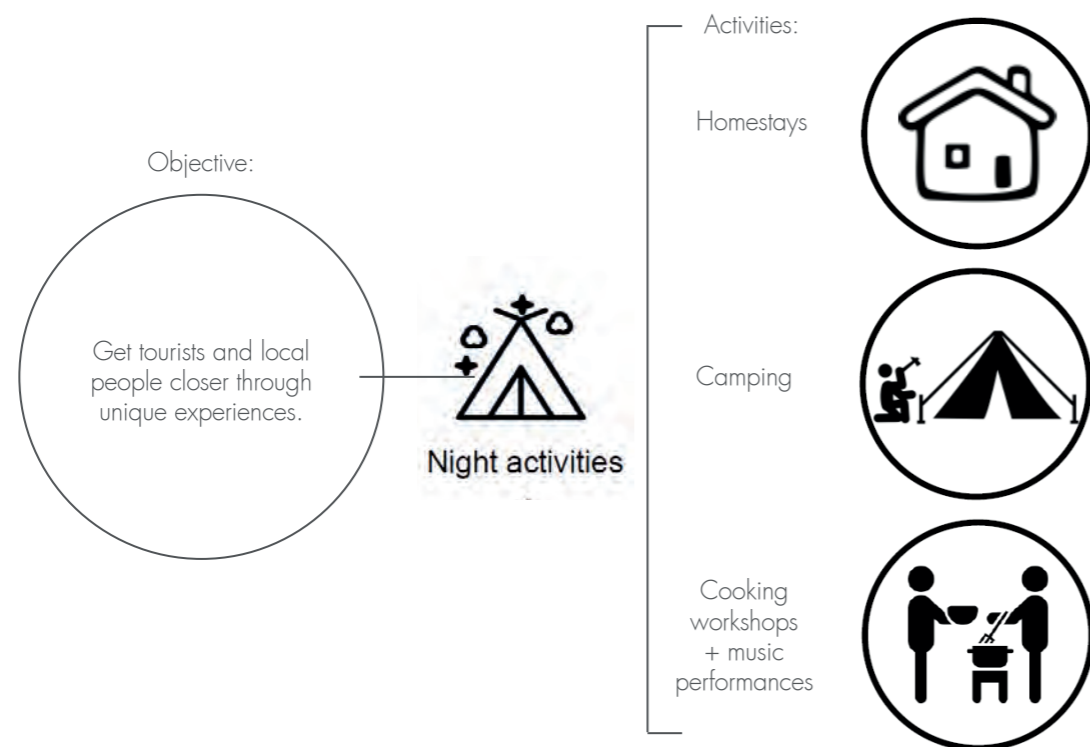 Objective:
Get tourists and local
people closer through
unique experiences.
Night activities
Activities:
Homestays
Camping
Cooking
workshops
+ music
performances